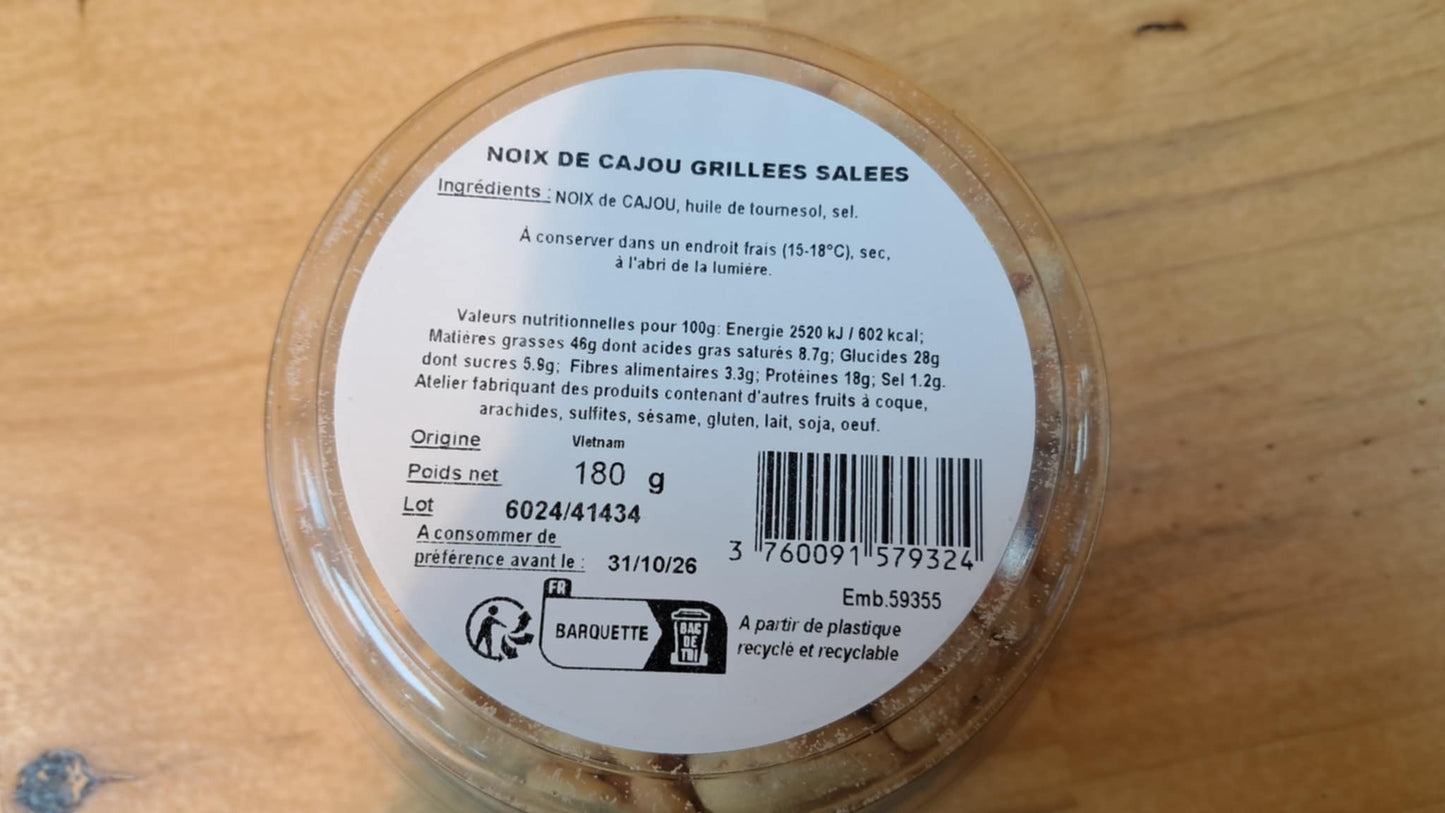 NOIX DE CAJOU GRILLEES SALEES
Ingrédients : NOIX de CAJOU, huile de tournesol, sel.
À conserver dans un endroit frais (15-18°C), sec,
à l'abri de la lumière.
Valeurs nutritionnelles pour 100g: Energie 2520 kJ / 602 kcal;
Matières grasses 46g dont acides gras saturés 8.7g; Glucides 28g
dont sucres 5.9g; Fibres alimentaires 3.3g; Protéines 18g; Sel 1.2g.
Atelier fabriquant des produits contenant d'autres fruits à coque,
arachides, sulfites, sésame, gluten, lait, soja, oeuf.
Origine Vietnam
Poids net 180 g
Lot 6024/41434
A consommer de
préférence avant le : 31/10/26
3 760091 579324
Emb.59355
FR
BARQUETTE
BAC
DE
TRI
A partir de plastique
recyclé et recyclable